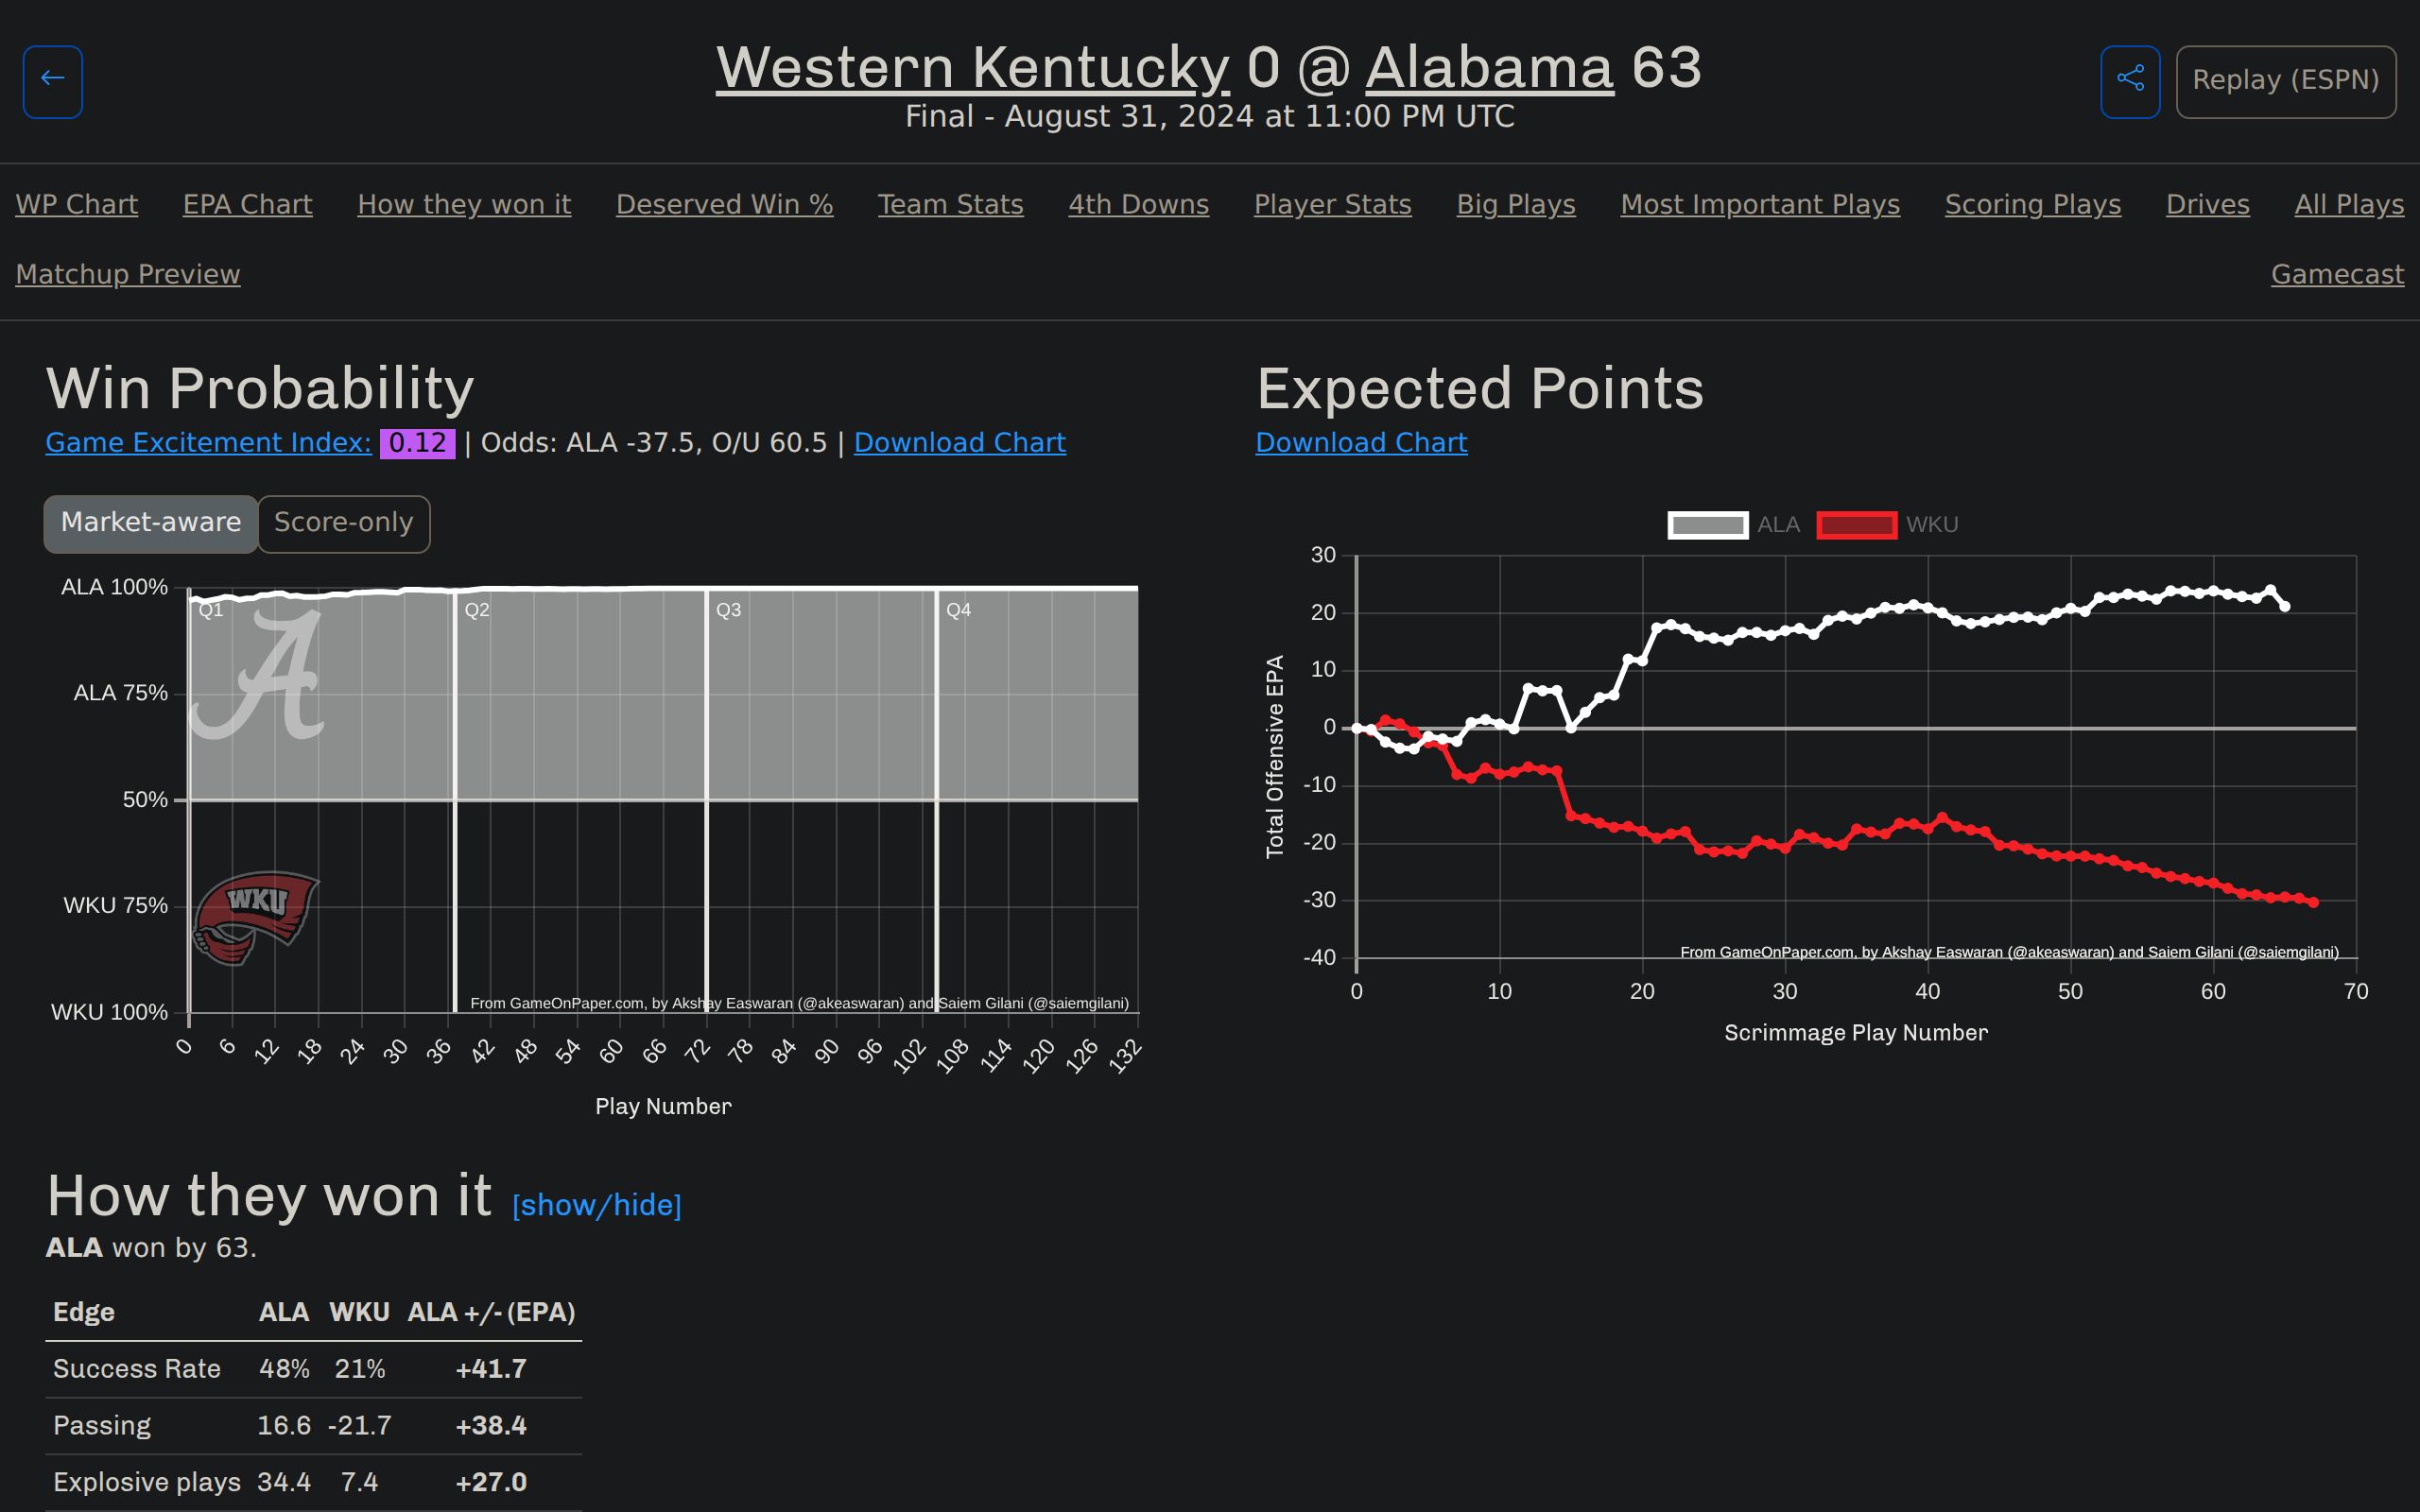 ←
Western Kentucky 0 @ Alabama 63
Final - August 31, 2024 at 11:00 PM UTC
Replay (ESPN)
WP Chart EPA Chart How they won it Deserved Win % Team Stats 4th Downs Player Stats Big Plays Most Important Plays Scoring Plays Drives All Plays
Matchup Preview Gamecast
Win Probability
Game Excitement Index: 0.12 | Odds: ALA -37.5, O/U 60.5 | Download Chart
Market-aware Score-only
ALA 100%
ALA 75%
50%
WKU 75%
WKU 100%
Q1 Q2 Q3 Q4
A
WKU
From GameOnPaper.com, by Akshay Easwaran (@akeaswaran) and Saiem Gilani (@saiemgilani)
0 6 12 18 24 30 36 42 48 54 60 66 72 78 84 90 96 102 108 114 120 126 132
Play Number
Expected Points
Download Chart
ALA WKU
Total Offensive EPA
30
20
10
0
-10
-20
-30
-40
From GameOnPaper.com, by Akshay Easwaran (@akeaswaran) and Saiem Gilani (@saiemgilani)
0 10 20 30 40 50 60 70
Scrimmage Play Number
How they won it [show/hide]
ALA won by 63.
Edge ALA WKU ALA +/- (EPA)
Success Rate 48% 21% +41.7
Passing 16.6 -21.7 +38.4
Explosive plays 34.4 7.4 +27.0